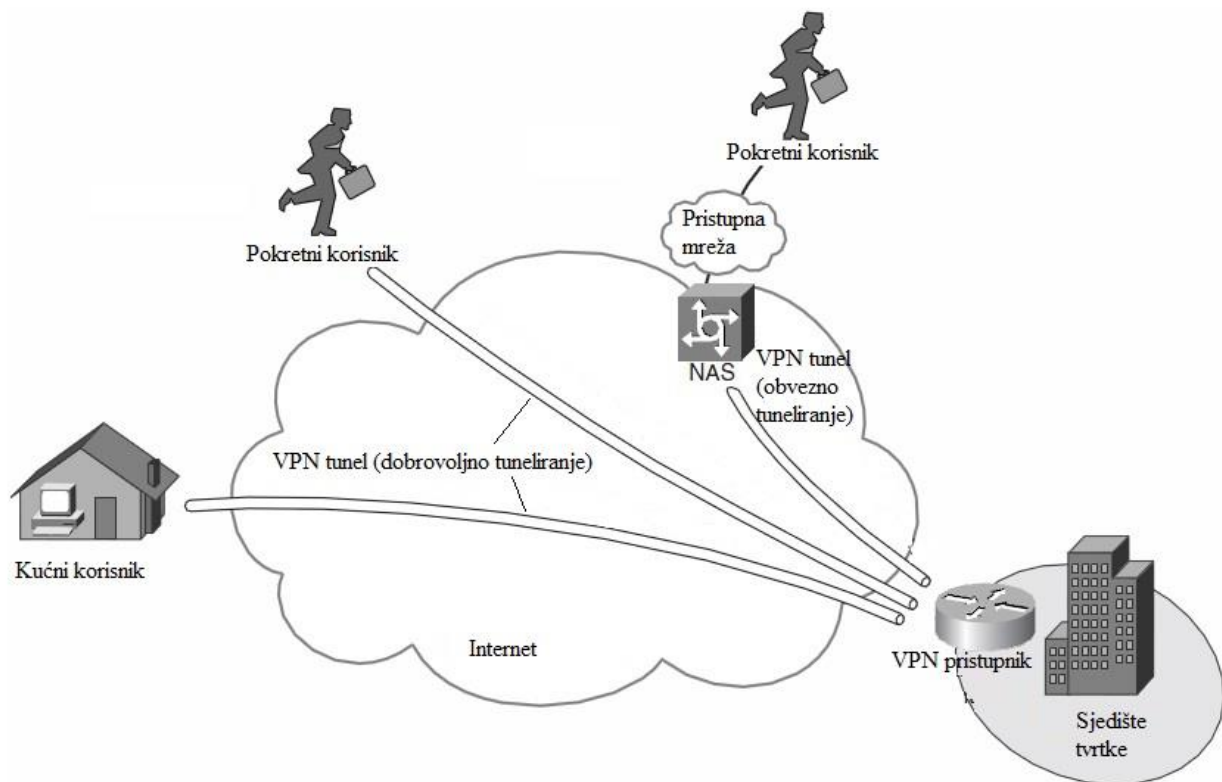 Pokretni korisnik
Pokretni korisnik
Pristupna
mreža
NAS
VPN tunel
(obvezno
tuneliranje)
VPN tunel (dobrovoljno tuneliranje)
Kućni korisnik
Internet
VPN pristupnik
Sjedište
tvrtke